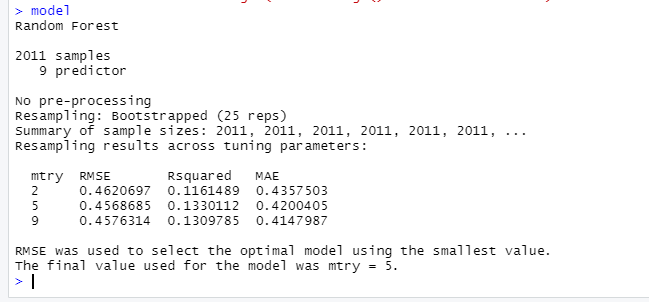 > model
Random Forest
2011 samples
9 predictor
No pre-processing
Resampling: Bootstrapped (25 reps)
Summary of sample sizes: 2011, 2011, 2011, 2011, 2011, 2011, ...
Resampling results across tuning parameters:
mtry RMSE Rsquared MAE
2 0.4620697 0.1161489 0.4357503
5 0.4568685 0.1330112 0.4200405
9 0.4576314 0.1309785 0.4147987
RMSE was used to select the optimal model using the smallest value.
The final value used for the model was mtry = 5.
>